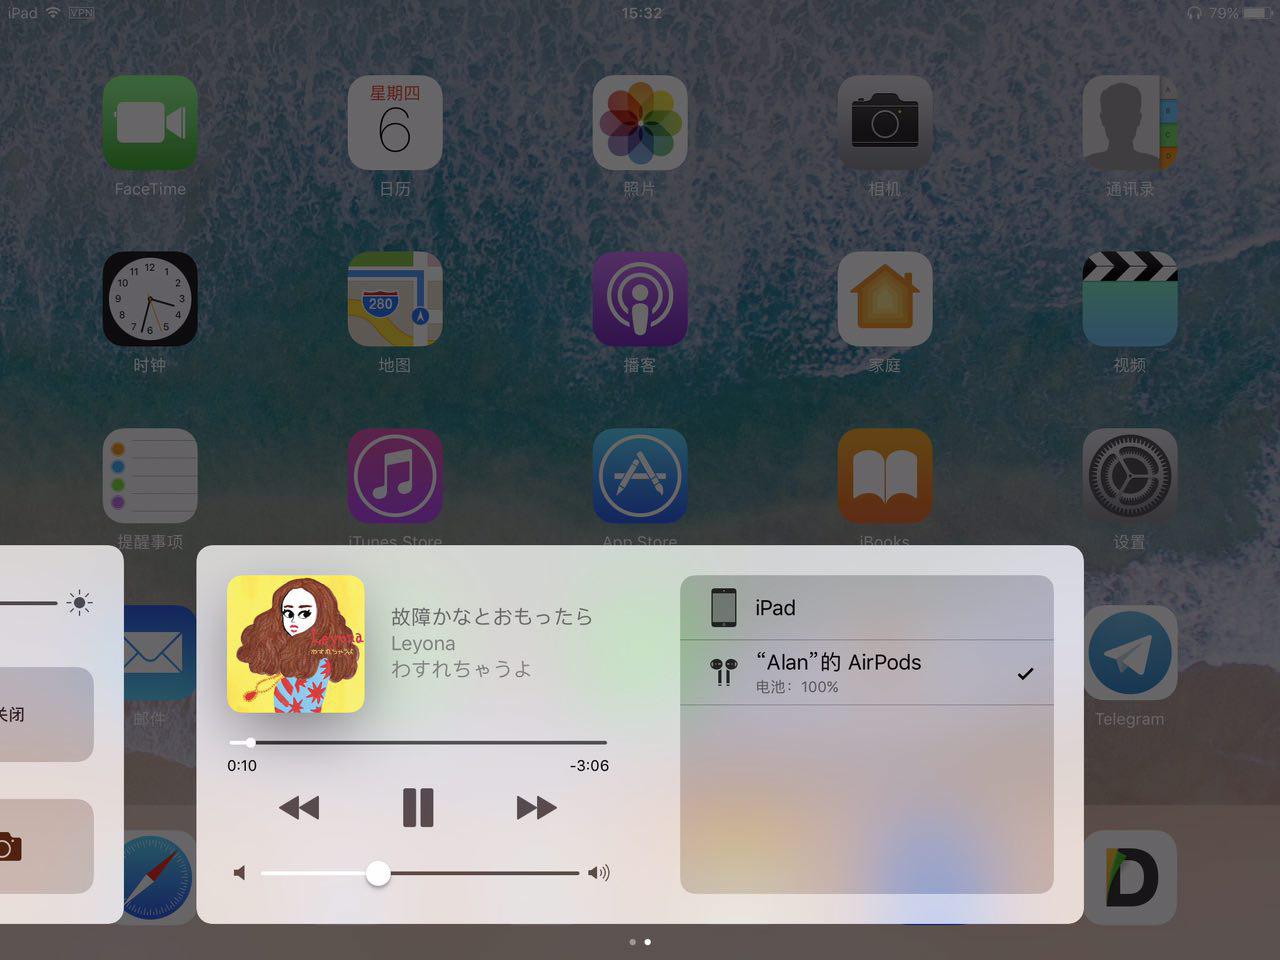 iPad VPN 15:32 79%
星期四
6
FaceTime 日历 照片 相机 通讯录
A
B
C
D
12
11 1
10 2
9 3
8 4
7 5
6
280
时钟 地图 播客 家庭 视频
提醒事项 iTunes Store App Store iBooks 设置
关闭
邮件
故障かなとおもったら
Leyona
わすれちゃうよ
Leyona
わすれちゃうよ
0:10 -3:06
iPad
“Alan”的 AirPods
电池：100%
Telegram
D